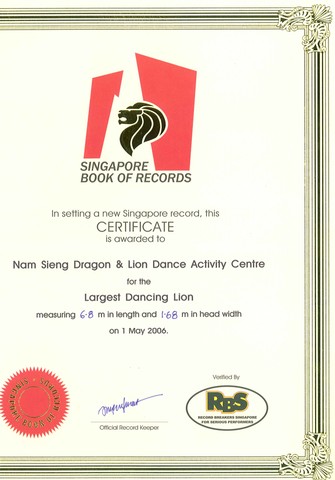 SINGAPORE
BOOK OF RECORDS
In setting a new Singapore record, this
CERTIFICATE
is awarded to
Nam Sieng Dragon & Lion Dance Activity Centre
for the
Largest Dancing Lion
measuring 6.8 m in length and 1.68 m in head width
on 1 May 2006.
Verified By
RBS
RECORD BREAKERS SINGAPORE
FOR SERIOUS PERFORMERS
Official Record Keeper